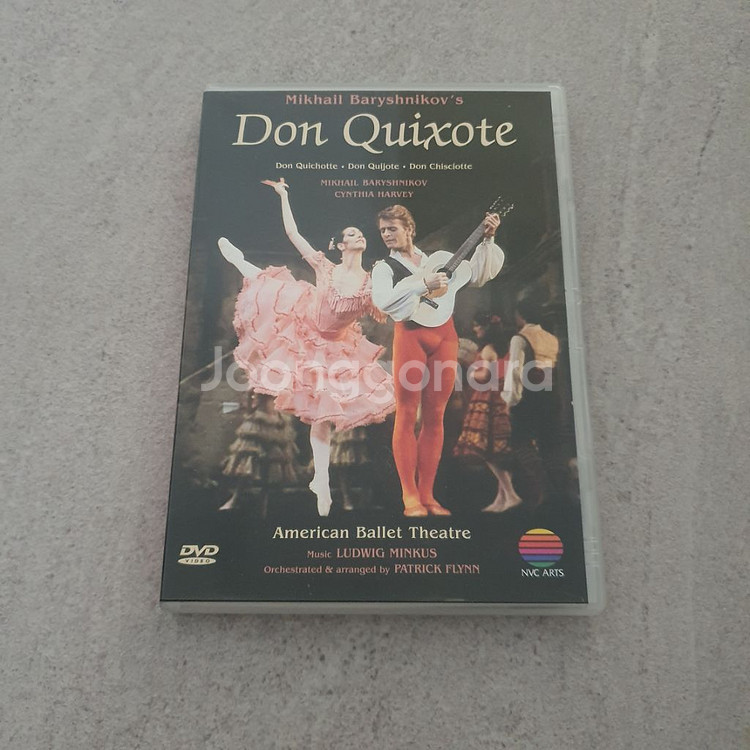 Mikhail Baryshnikov's
Don Quixote
Don Quichotte • Don Quijote • Don Chisciotte
MIKHAIL BARYSHNIKOV
CYNTHIA HARVEY
Joonggonara
American Ballet Theatre
Music LUDWIG MINKUS
Orchestrated & arranged by PATRICK FLYNN
DVD
VIDEO
NVC ARTS